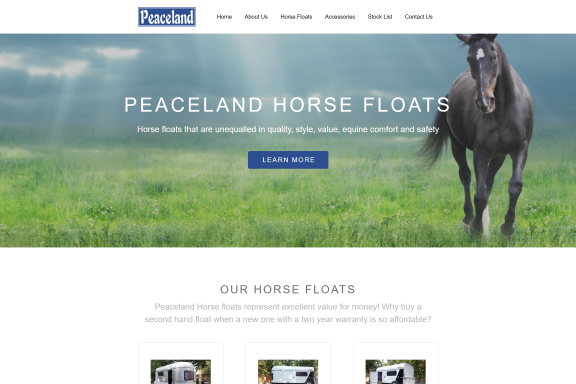 Peaceland
Home About Us Horse Floats Accessories Stock List Contact Us
PEACELAND HORSE FLOATS
Horse floats that are unequalled in quality, style, value, equine comfort and safety
LEARN MORE
OUR HORSE FLOATS
Peaceland Horse floats represent excellent value for money! Why buy a
second hand float when a new one with a two year warranty is so affordable?